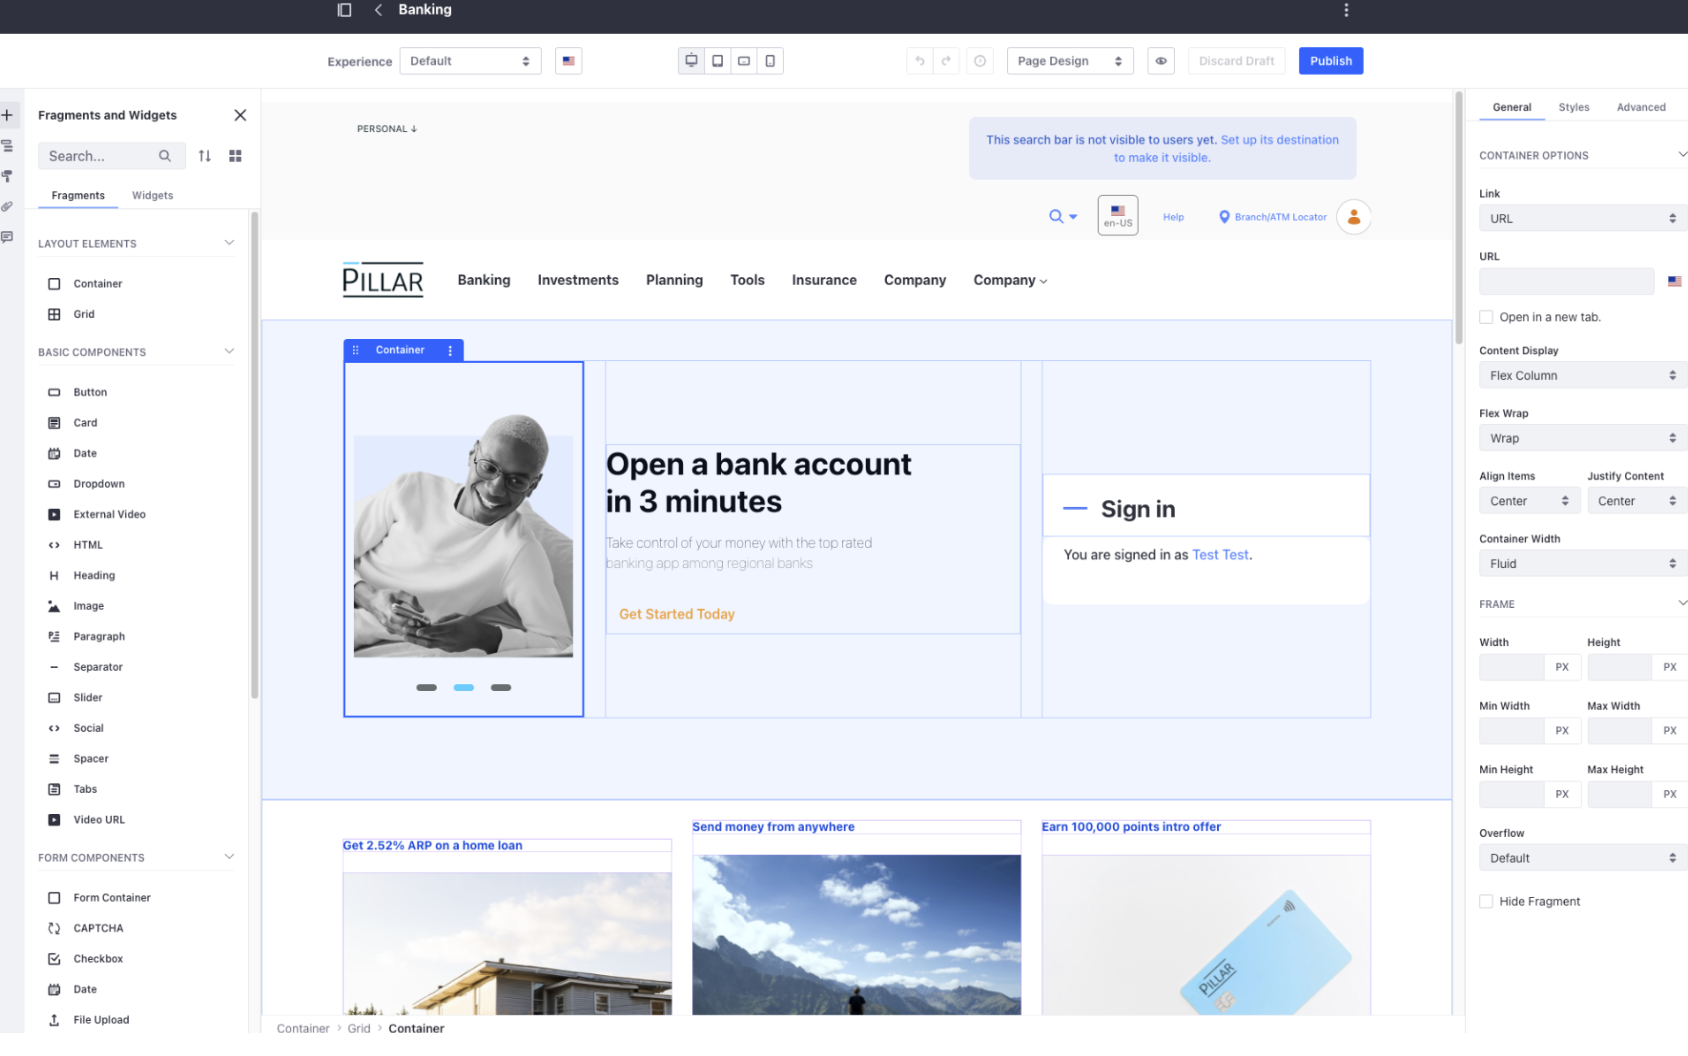 Banking
Experience
Default
Page Design
Discard Draft
Publish
Fragments and Widgets
Search...
Fragments
Widgets
LAYOUT ELEMENTS
Container
Grid
BASIC COMPONENTS
Button
Card
Date
Dropdown
External Video
HTML
Heading
Image
Paragraph
Separator
Slider
Social
Spacer
Tabs
Video URL
FORM COMPONENTS
Form Container
CAPTCHA
Checkbox
Date
File Upload
PERSONAL ↓
This search bar is not visible to users yet. Set up its destination
to make it visible.
en-US
Help
Branch/ATM Locator
PILLAR
Banking
Investments
Planning
Tools
Insurance
Company
Company
Container
Open a bank account
in 3 minutes
Take control of your money with the top rated
banking app among regional banks
Get Started Today
Sign in
You are signed in as Test Test.
Get 2.52% ARP on a home loan
Send money from anywhere
Earn 100,000 points intro offer
PILLAR
Container > Grid > Container
General
Styles
Advanced
CONTAINER OPTIONS
Link
URL
URL
Open in a new tab.
Content Display
Flex Column
Flex Wrap
Wrap
Align Items
Justify Content
Center
Center
Container Width
Fluid
FRAME
Width
Height
PX
PX
Min Width
Max Width
PX
PX
Min Height
Max Height
PX
PX
Overflow
Default
Hide Fragment